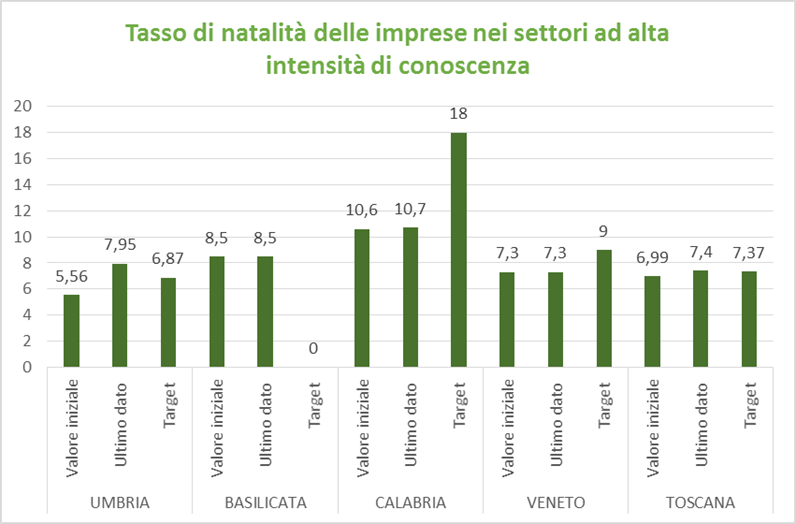 Tasso di natalità delle imprese nei settori ad alta
intensità di conoscenza
20
18
16
14
12
10
8
6
4
2
0
5,56
7,95
6,87
8,5
8,5
0
10,6
10,7
18
7,3
7,3
9
6,99
7,4
7,37
Valore iniziale
Ultimo dato
Target
Valore iniziale
Ultimo dato
Target
Valore iniziale
Ultimo dato
Target
Valore iniziale
Ultimo dato
Target
Valore iniziale
Ultimo dato
Target
UMBRIA
BASILICATA
CALABRIA
VENETO
TOSCANA